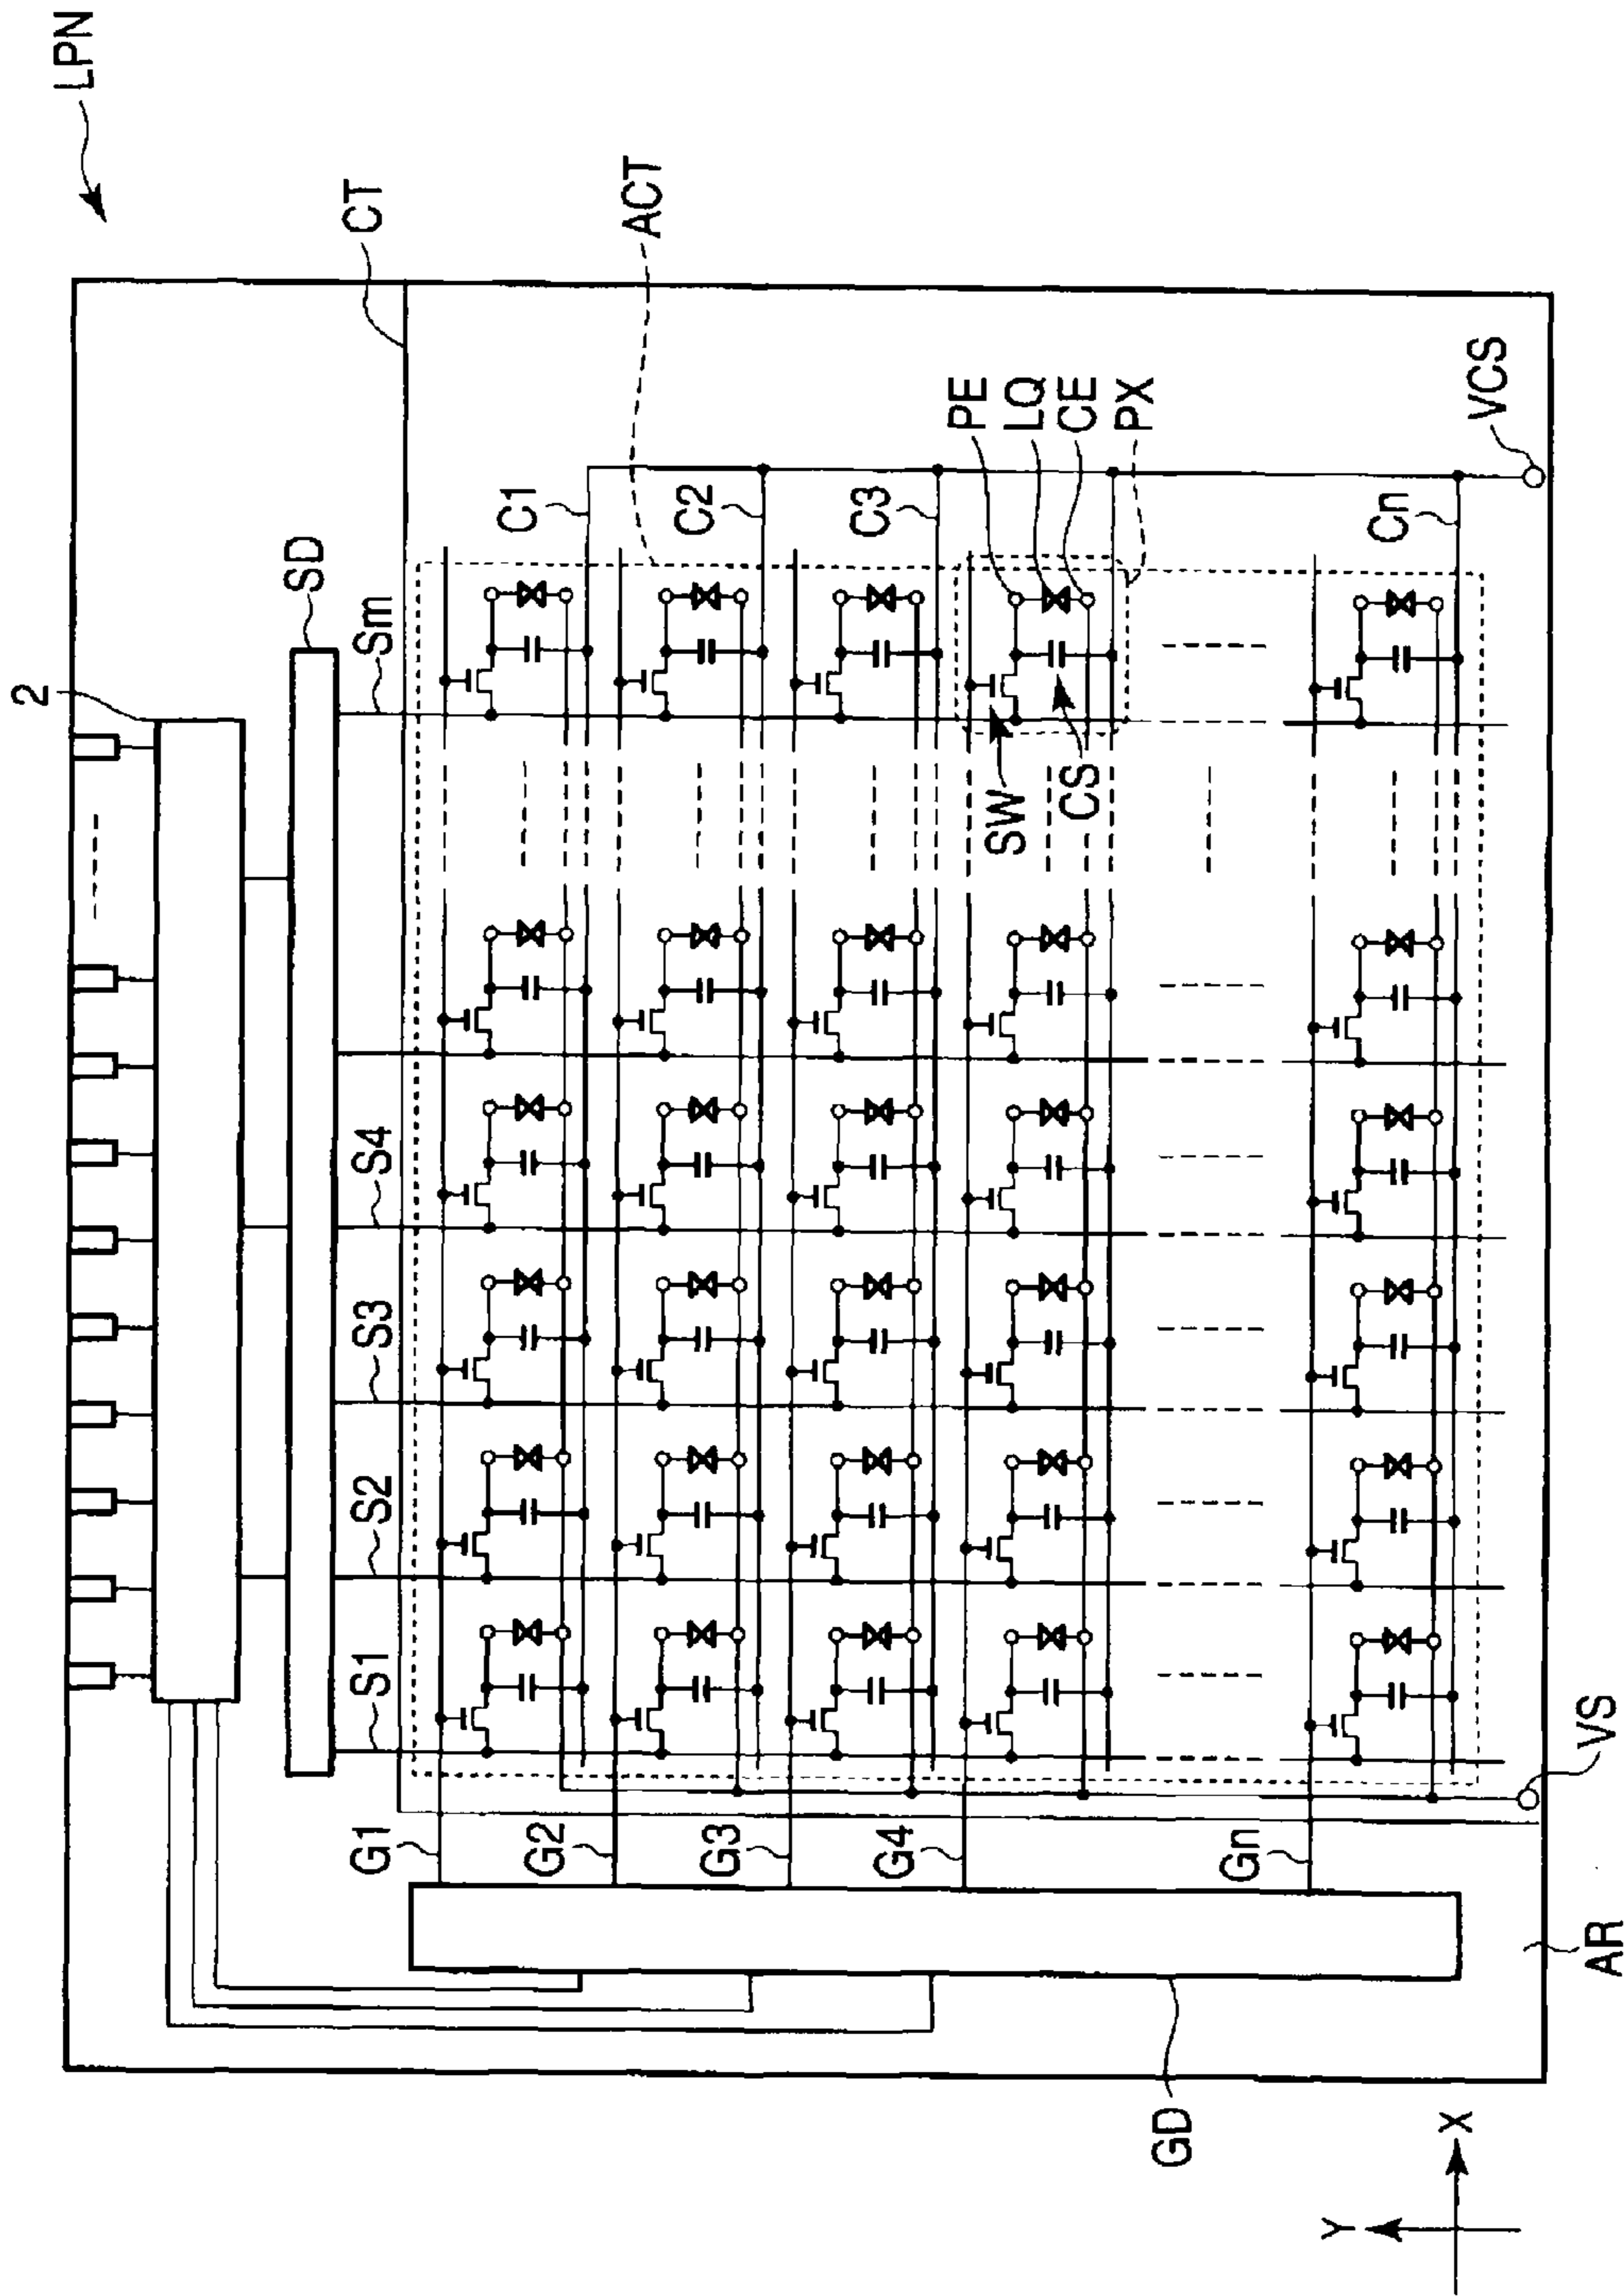 LPN
CT
ACT
2
SD
Sm
S4
S3
S2
S1
C1
C2
C3
Cn
PE
LQ
CE
PX
VCS
SW
CS
G1
G2
G3
G4
Gn
VS
AR
GD
Y
X